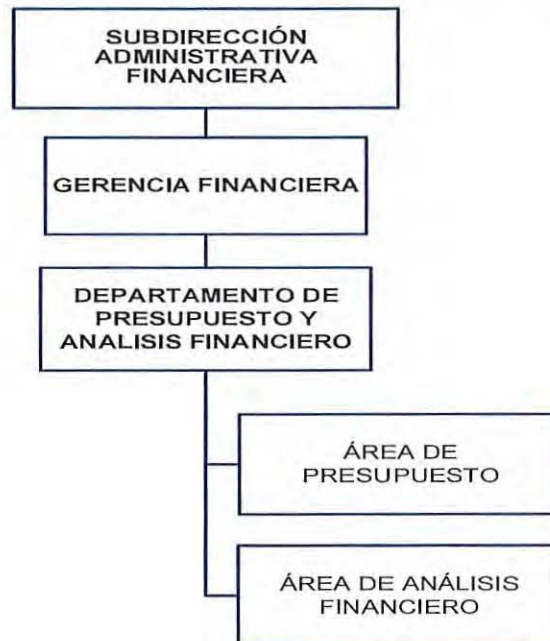 SUBDIRECCIÓN
ADMINISTRATIVA
FINANCIERA
GERENCIA FINANCIERA
DEPARTAMENTO DE
PRESUPUESTO Y
ANALISIS FINANCIERO
ÁREA DE
PRESUPUESTO
ÁREA DE ANÁLISIS
FINANCIERO